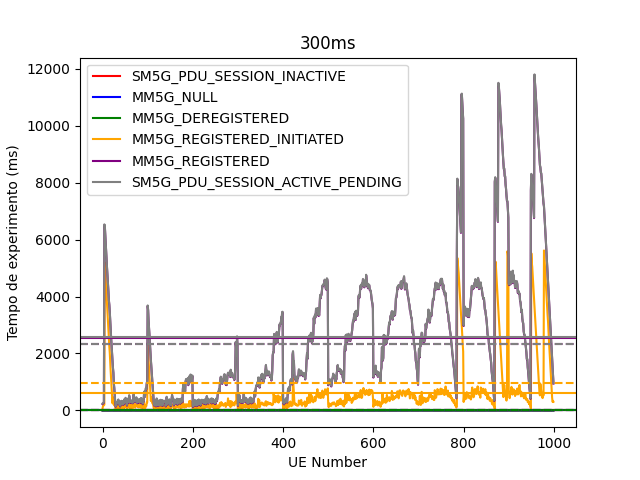 300ms
12000
10000
8000
6000
4000
2000
0
Tempo de experimento (ms)
SM5G_PDU_SESSION_INACTIVE
MM5G_NULL
MM5G_DEREGISTERED
MM5G_REGISTERED_INITIATED
MM5G_REGISTERED
SM5G_PDU_SESSION_ACTIVE_PENDING
0 200 400 600 800 1000
UE Number